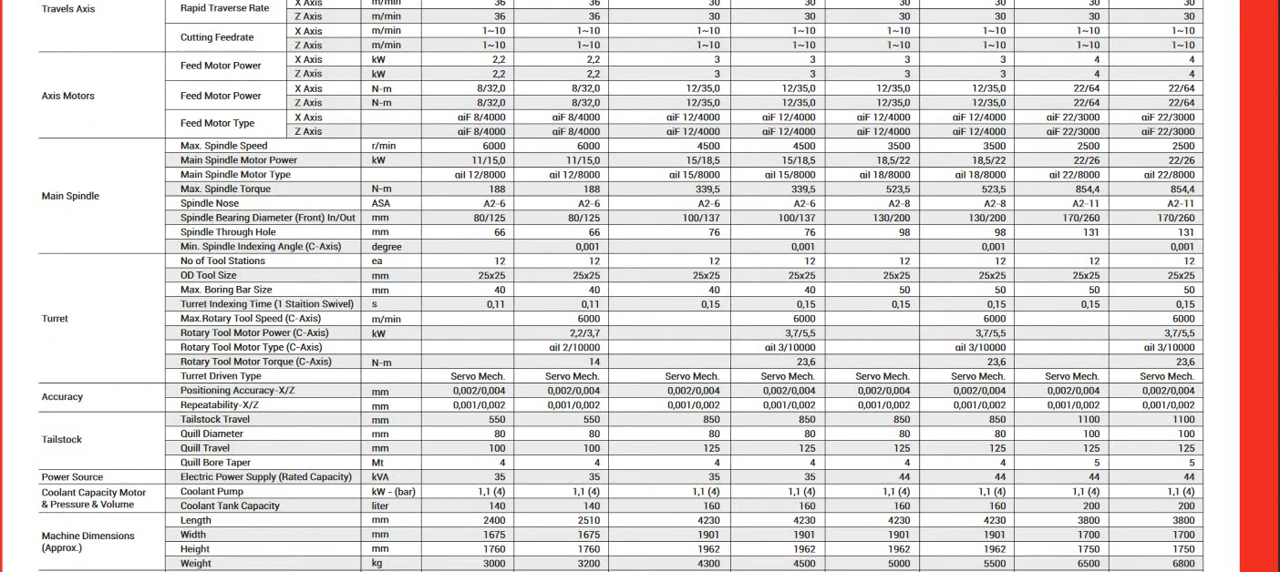 X Axis m/min 36 36 30 30 30 30 30 30
Travels Axis Rapid Traverse Rate Z Axis m/min 36 36 30 30 30 30 30 30
Cutting Feedrate X Axis m/min 1~10 1~10 1~10 1~10 1~10 1~10 1~10 1~10
Z Axis m/min 1~10 1~10 1~10 1~10 1~10 1~10 1~10 1~10
Axis Motors Feed Motor Power X Axis kW 2,2 2,2 3 3 3 3 4 4
Z Axis kW 2,2 2,2 3 3 3 3 4 4
Feed Motor Power X Axis N-m 8/32,0 8/32,0 12/35,0 12/35,0 12/35,0 12/35,0 22/64 22/64
Z Axis N-m 8/32,0 8/32,0 12/35,0 12/35,0 12/35,0 12/35,0 22/64 22/64
Feed Motor Type X Axis αiF 8/4000 αiF 8/4000 αiF 12/4000 αiF 12/4000 αiF 12/4000 αiF 12/4000 αiF 22/3000 αiF 22/3000
Z Axis αiF 8/4000 αiF 8/4000 αiF 12/4000 αiF 12/4000 αiF 12/4000 αiF 12/4000 αiF 22/3000 αiF 22/3000
Main Spindle Max. Spindle Speed r/min 6000 6000 4500 4500 3500 3500 2500 2500
Main Spindle Motor Power kW 11/15,0 11/15,0 15/18,5 15/18,5 18,5/22 18,5/22 22/26 22/26
Main Spindle Motor Type αiI 12/8000 αiI 12/8000 αiI 15/8000 αiI 15/8000 αiI 18/8000 αiI 18/8000 αiI 22/8000 αiI 22/8000
Max. Spindle Torque N-m 188 188 339,5 339,5 523,5 523,5 854,4 854,4
Spindle Nose ASA A2-6 A2-6 A2-6 A2-6 A2-8 A2-8 A2-11 A2-11
Spindle Bearing Diameter (Front) In/Out mm 80/125 80/125 100/137 100/137 130/200 130/200 170/260 170/260
Spindle Through Hole mm 66 66 76 76 98 98 131 131
Min. Spindle Indexing Angle (C-Axis) degree 0,001 0,001 0,001 0,001
Turret No of Tool Stations ea 12 12 12 12 12 12 12 12
OD Tool Size mm 25x25 25x25 25x25 25x25 25x25 25x25 25x25 25x25
Max. Boring Bar Size mm 40 40 40 40 50 50 50 50
Turret Indexing Time (1 Staition Swivel) s 0,11 0,11 0,15 0,15 0,15 0,15 0,15 0,15
Max.Rotary Tool Speed (C-Axis) m/min 6000 6000 6000 6000
Rotary Tool Motor Power (C-Axis) kW 2,2/3,7 3,7/5,5 3,7/5,5 3,7/5,5
Rotary Tool Motor Type (C-Axis) αiI 2/10000 αiI 3/10000 αiI 3/10000 αiI 3/10000
Rotary Tool Motor Torque (C-Axis) N-m 14 23,6 23,6 23,6
Turret Driven Type Servo Mech. Servo Mech. Servo Mech. Servo Mech. Servo Mech. Servo Mech. Servo Mech. Servo Mech.
Accuracy Positioning Accuracy-X/Z mm 0,002/0,004 0,002/0,004 0,002/0,004 0,002/0,004 0,002/0,004 0,002/0,004 0,002/0,004 0,002/0,004
Repeatability-X/Z mm 0,001/0,002 0,001/0,002 0,001/0,002 0,001/0,002 0,001/0,002 0,001/0,002 0,001/0,002 0,001/0,002
Tailstock Tailstock Travel mm 550 550 850 850 850 850 1100 1100
Quill Diameter mm 80 80 80 80 80 80 100 100
Quill Travel mm 100 100 125 125 125 125 125 125
Quill Bore Taper Mt 4 4 4 4 4 4 5 5
Power Source Electric Power Supply (Rated Capacity) kVA 35 35 35 35 44 44 44 44
Coolant Capacity Motor & Pressure & Volume Coolant Pump kW - (bar) 1,1 (4) 1,1 (4) 1,1 (4) 1,1 (4) 1,1 (4) 1,1 (4) 1,1 (4) 1,1 (4)
Coolant Tank Capacity liter 140 140 160 160 160 160 200 200
Machine Dimensions (Approx.) Length mm 2400 2510 4230 4230 4230 4230 3800 3800
Width mm 1675 1675 1901 1901 1901 1901 1700 1700
Height mm 1760 1760 1962 1962 1962 1962 1750 1750
Weight kg 3000 3200 4300 4500 5000 5500 6500 6800